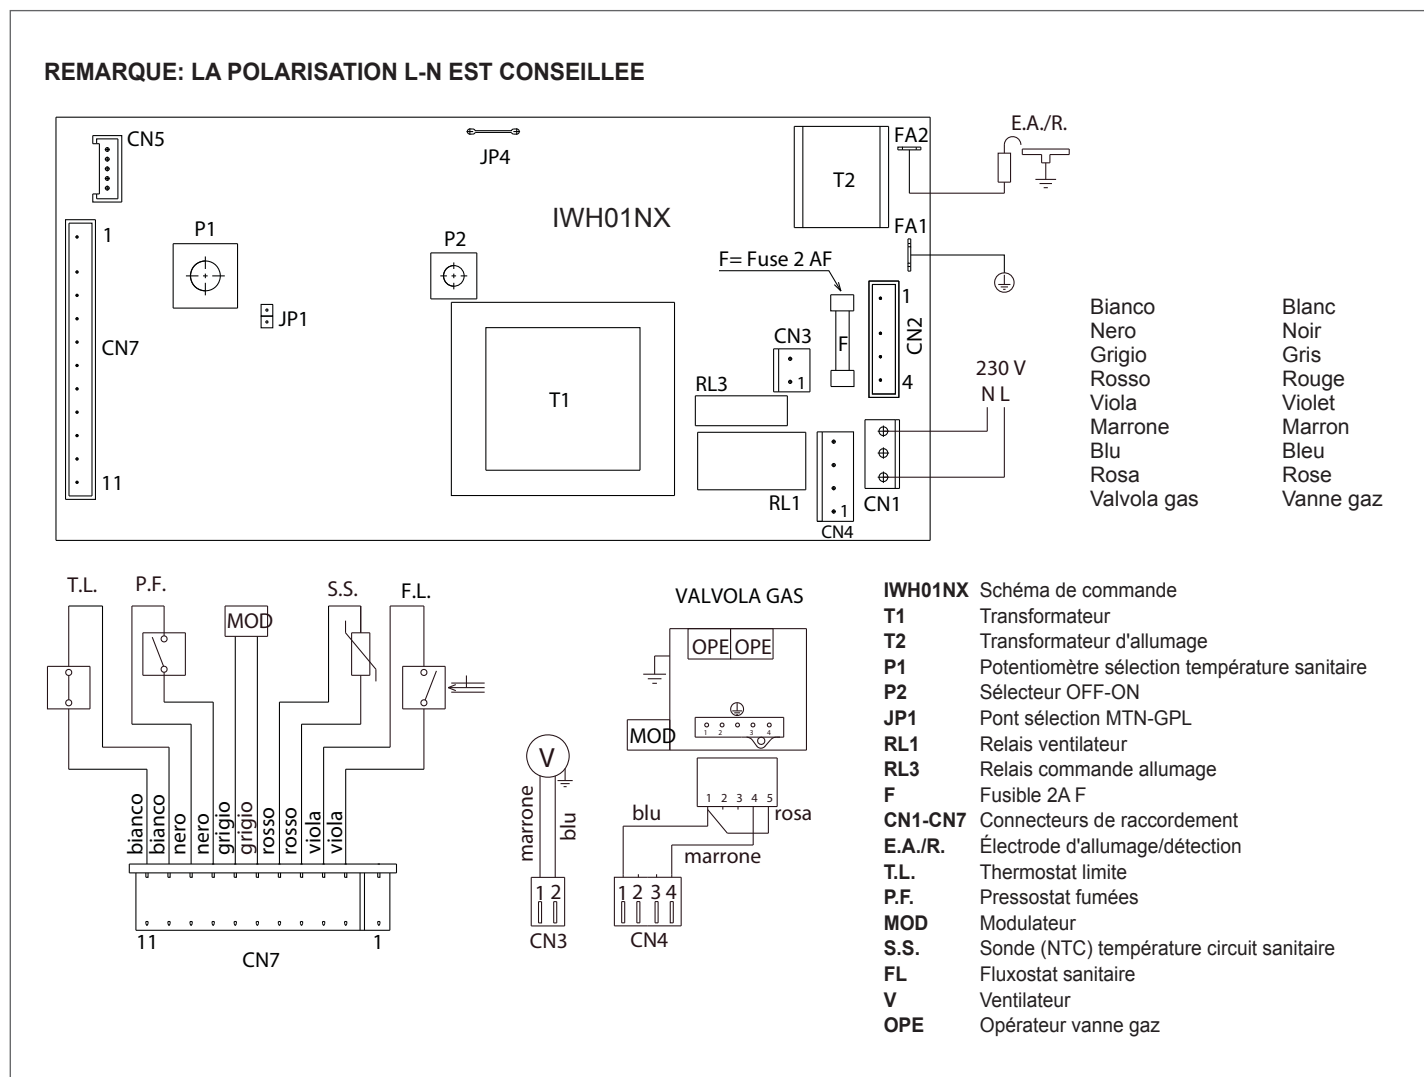 REMARQUE: LA POLARISATION L-N EST CONSEILLEE
CN5
JP4
T2
FA2
E.A./R.
IWH01NX
1
P1
P2
FA1
F= Fuse 2 AF
JP1
CN7
CN3
1
F
1
CN2
4
T1
RL3
230 V
N L
11
RL1
1
CN4
CN1
Bianco Blanc
Nero Noir
Grigio Gris
Rosso Rouge
Viola Violet
Marrone Marron
Blu Bleu
Rosa Rose
Valvola gas Vanne gaz
T.L.
P.F.
MOD
S.S.
F.L.
bianco
bianco
nero
nero
grigio
grigio
rosso
rosso
viola
viola
11
1
CN7
V
marrone
blu
1 2
CN3
VALVOLA GAS
OPE OPE
MOD
1 2 3 4
1 2 3 4 5
blu
rosa
marrone
1 2 3 4
CN4
IWH01NX Schéma de commande
T1 Transformateur
T2 Transformateur d'allumage
P1 Potentiomètre sélection température sanitaire
P2 Sélecteur OFF-ON
JP1 Pont sélection MTN-GPL
RL1 Relais ventilateur
RL3 Relais commande allumage
F Fusible 2A F
CN1-CN7 Connecteurs de raccordement
E.A./R. Électrode d'allumage/détection
T.L. Thermostat limite
P.F. Pressostat fumées
MOD Modulateur
S.S. Sonde (NTC) température circuit sanitaire
FL Fluxostat sanitaire
V Ventilateur
OPE Opérateur vanne gaz